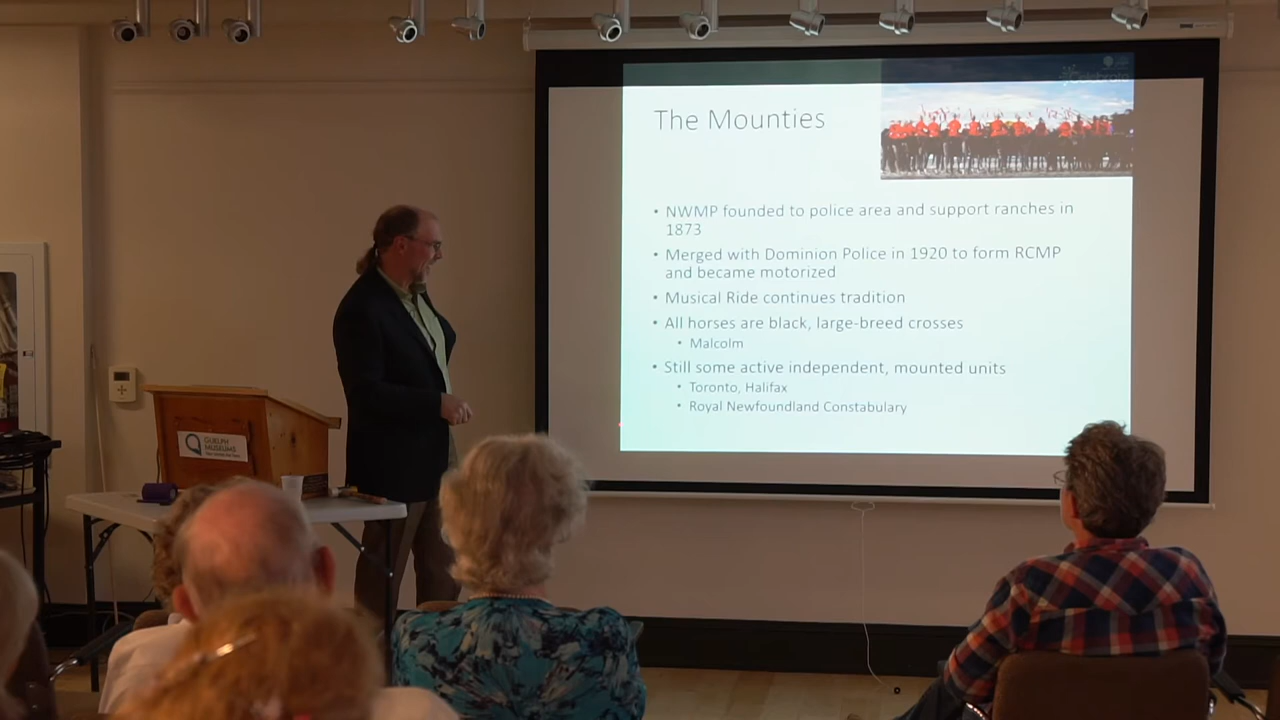 Celebrate
The Mounties
• NWMP founded to police area and support ranches in
1873
• Merged with Dominion Police in 1920 to form RCMP
and became motorized
• Musical Ride continues tradition
• All horses are black, large-breed crosses
• Malcolm
• Still some active independent, mounted units
• Toronto, Halifax
• Royal Newfoundland Constabulary
GUELPH
MUSEUMS